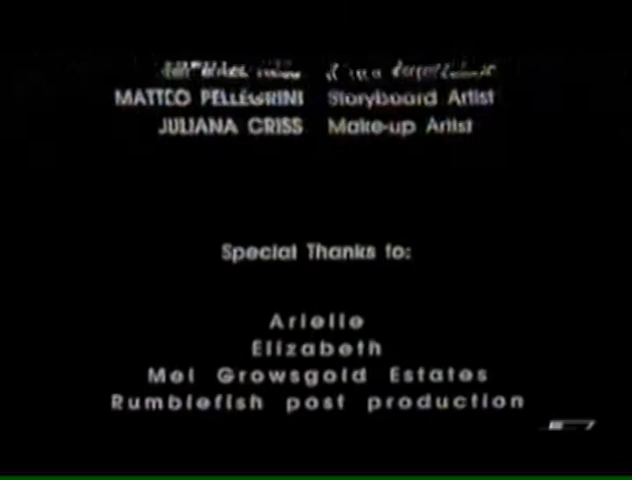 MATTEO PELLEGRINI Storyboard Artist
JULIANA CRISS Make-up Artist
Special Thanks to:
Arielle
Elizabeth
Mel Growsgold Estates
Rumblefish post production